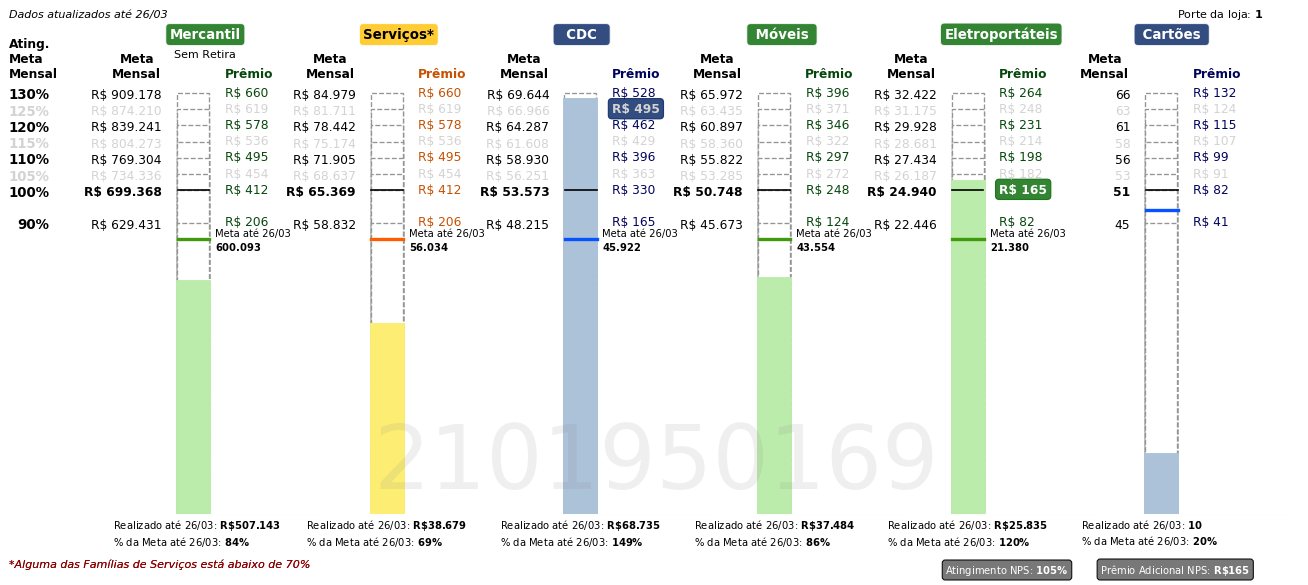 Dados atualizados até 26/03
Porte da loja: 1
Mercantil Serviços* CDC Móveis Eletroportáteis Cartões
Sem Retira
Ating. Meta Mensal
Meta Mensal Prêmio Meta Mensal Prêmio Meta Mensal Prêmio Meta Mensal Prêmio Meta Mensal Prêmio Meta Mensal Prêmio
130% R$ 909.178 R$ 660 R$ 84.979 R$ 660 R$ 69.644 R$ 528 R$ 65.972 R$ 396 R$ 32.422 R$ 264 66 R$ 132
125% R$ 874.210 R$ 619 R$ 81.711 R$ 619 R$ 66.966 R$ 495 R$ 63.435 R$ 371 R$ 31.175 R$ 248 63 R$ 124
120% R$ 839.241 R$ 578 R$ 78.442 R$ 578 R$ 64.287 R$ 462 R$ 60.897 R$ 346 R$ 29.928 R$ 231 61 R$ 115
115% R$ 804.273 R$ 536 R$ 75.174 R$ 536 R$ 61.608 R$ 429 R$ 58.360 R$ 322 R$ 28.681 R$ 214 58 R$ 107
110% R$ 769.304 R$ 495 R$ 71.905 R$ 495 R$ 58.930 R$ 396 R$ 55.822 R$ 297 R$ 27.434 R$ 198 56 R$ 99
105% R$ 734.336 R$ 454 R$ 68.637 R$ 454 R$ 56.251 R$ 363 R$ 53.285 R$ 272 R$ 26.187 R$ 182 53 R$ 91
100% R$ 699.368 R$ 412 R$ 65.369 R$ 412 R$ 53.573 R$ 330 R$ 50.748 R$ 248 R$ 24.940 R$ 165 51 R$ 82
90% R$ 629.431 R$ 206 R$ 58.832 R$ 206 R$ 48.215 R$ 165 R$ 45.673 R$ 124 R$ 22.446 R$ 82 45 R$ 41
Meta até 26/03 Meta até 26/03 Meta até 26/03 Meta até 26/03 Meta até 26/03
600.093 56.034 45.922 43.554 21.380
2101950169
Realizado até 26/03: R$507.143 Realizado até 26/03: R$38.679 Realizado até 26/03: R$68.735 Realizado até 26/03: R$37.484 Realizado até 26/03: R$25.835 Realizado até 26/03: 10
% da Meta até 26/03: 84% % da Meta até 26/03: 69% % da Meta até 26/03: 149% % da Meta até 26/03: 86% % da Meta até 26/03: 120% % da Meta até 26/03: 20%
*Alguma das Famílias de Serviços está abaixo de 70%
Atingimento NPS: 105% Prêmio Adicional NPS: R$165